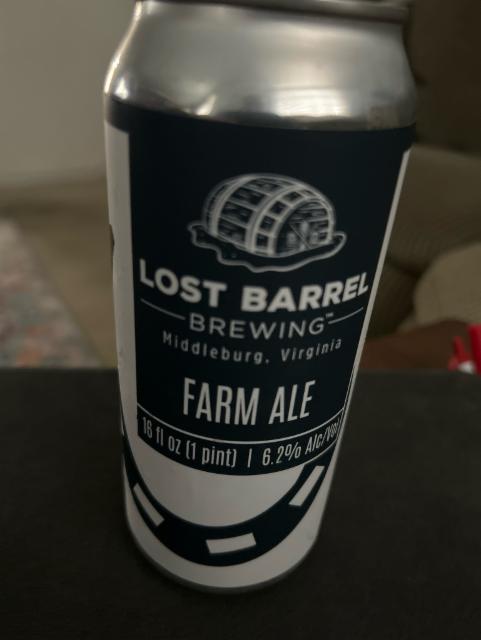 LOST BARREL
BREWING™
Middleburg, Virginia
FARM ALE
16 fl oz (1 pint) | 6.2% Alc/Vol